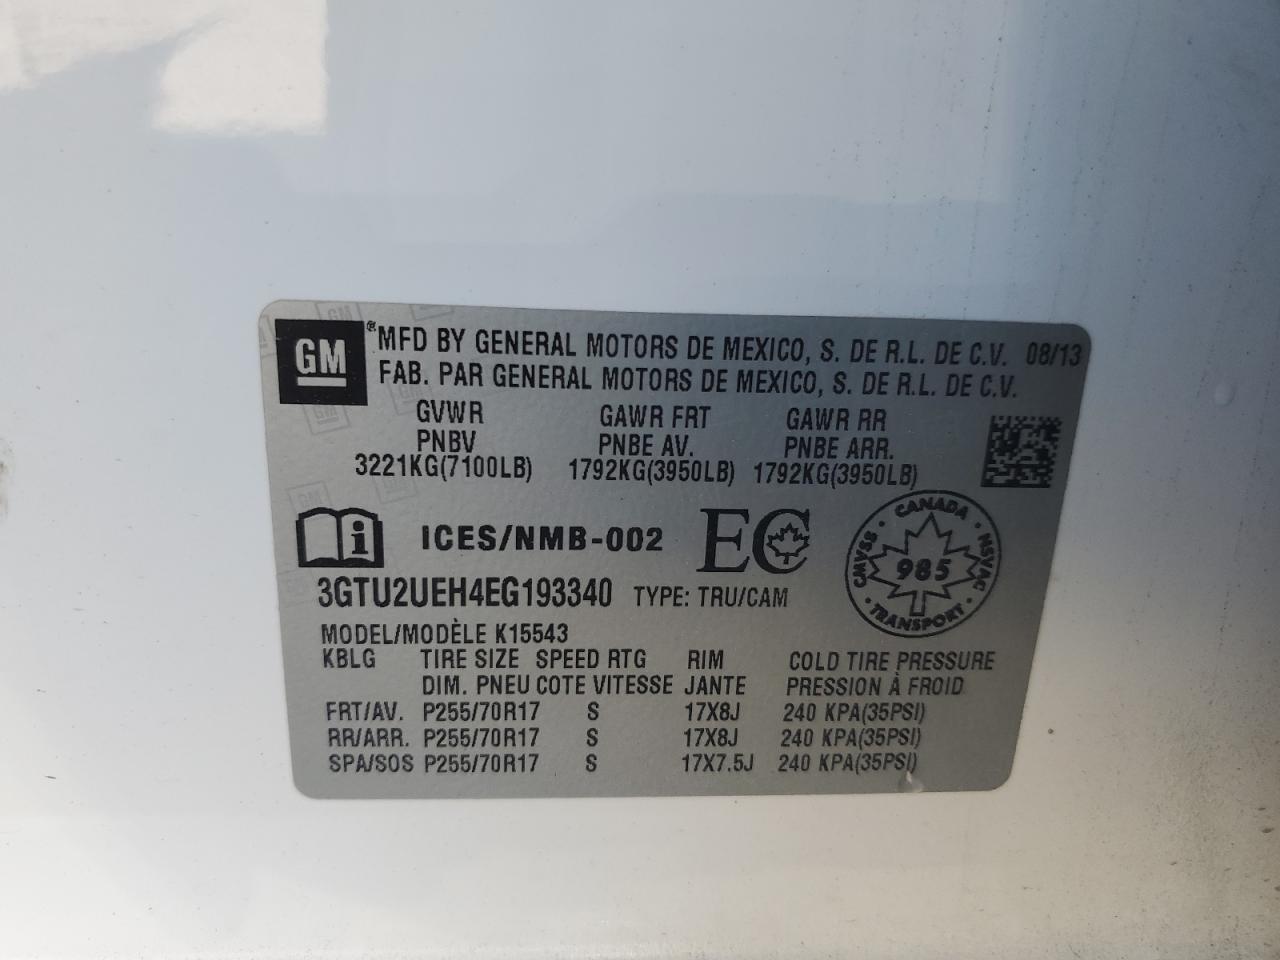 GM
® MFD BY GENERAL MOTORS DE MEXICO, S. DE R.L. DE C.V. 08/13
FAB. PAR GENERAL MOTORS DE MEXICO, S. DE R.L. DE C.V.
GVWR GAWR FRT GAWR RR
PNBV PNBE AV. PNBE ARR.
3221KG(7100LB) 1792KG(3950LB) 1792KG(3950LB)
i ICES/NMB-002 EC
CANADA
CMVSS 985 NSVAC
TRANSPORT
3GTU2UEH4EG193340 TYPE: TRU/CAM
MODEL/MODÈLE K15543
KBLG TIRE SIZE SPEED RTG RIM COLD TIRE PRESSURE
DIM. PNEU COTE VITESSE JANTE PRESSION À FROID
FRT/AV. P255/70R17 S 17X8J 240 KPA(35PSI)
RR/ARR. P255/70R17 S 17X8J 240 KPA(35PSI)
SPA/SOS P255/70R17 S 17X7.5J 240 KPA(35PSI)